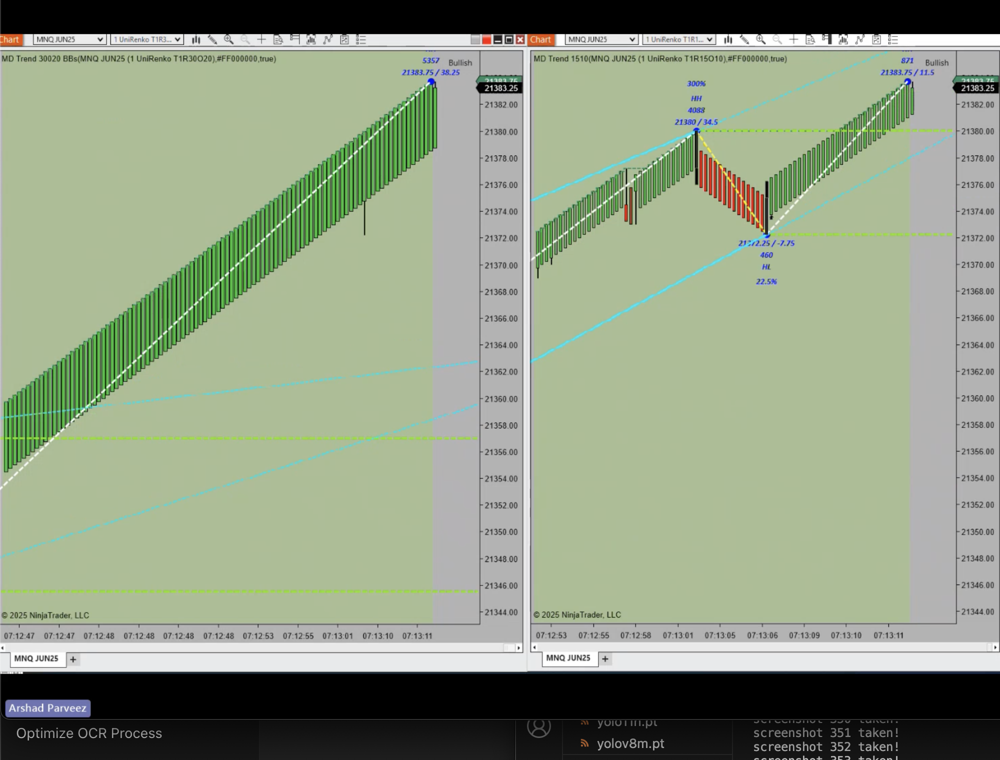 Chart MNQ JUN25 1 UniRenko T1R3...
MD Trend 30020 BBs(MNQ JUN25 (1 UniRenko T1R30O20),#FF000000,true)
5357
21383.75 / 38.25
Bullish
21383.75
21383.25
21382.00
21380.00
21378.00
21376.00
21374.00
21372.00
21370.00
21368.00
21366.00
21364.00
21362.00
21360.00
21358.00
21356.00
21354.00
21352.00
21350.00
21348.00
21346.00
21344.00
© 2025 NinjaTrader, LLC
07:12:47 07:12:47 07:12:48 07:12:48 07:12:48 07:12:48 07:12:53 07:12:55 07:13:01 07:13:10 07:13:11
MNQ JUN25 +
Chart MNQ JUN25 1 UniRenko T1R1...
MD Trend 1510(MNQ JUN25 (1 UniRenko T1R15O10),#FF000000,true)
871
21383.75 / 11.5
Bullish
300%
HH
4088
21380 / 34.5
21372.25 / -7.75
460
HL
22.5%
21383.75
21383.25
21382.00
21380.00
21378.00
21376.00
21374.00
21372.00
21370.00
21368.00
21366.00
21364.00
21362.00
21360.00
21358.00
21356.00
21354.00
21352.00
21350.00
21348.00
21346.00
21344.00
© 2025 NinjaTrader, LLC
07:12:53 07:12:55 07:12:58 07:13:01 07:13:05 07:13:06 07:13:09 07:13:10 07:13:11
MNQ JUN25 +
Arshad Parveez
Optimize OCR Process
yolo11n.pt
yolov8m.pt
screenshot 350 taken!
screenshot 351 taken!
screenshot 352 taken!
screenshot 353 taken!